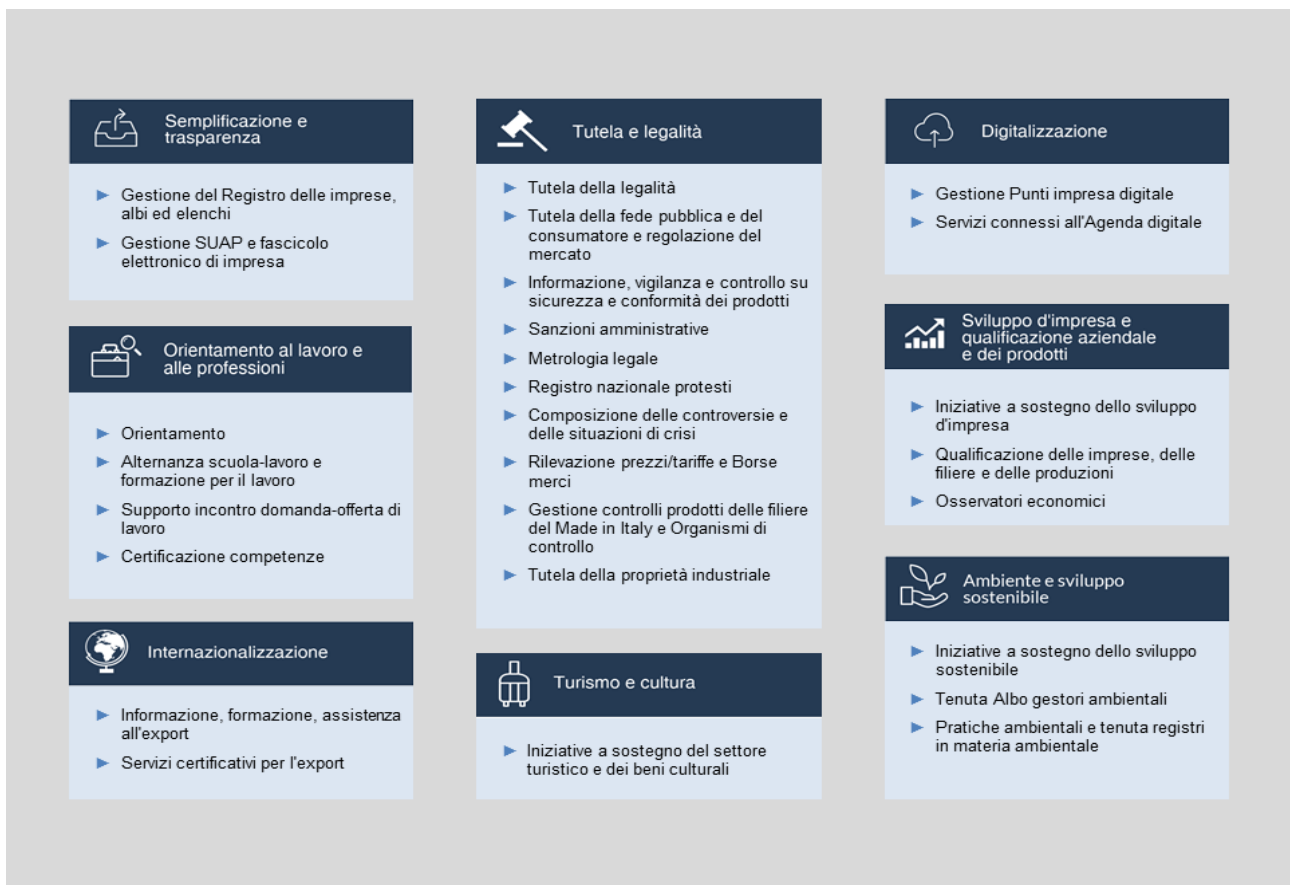 Semplificazione e
trasparenza
Gestione del Registro delle imprese,
albi ed elenchi
Gestione SUAP e fascicolo
elettronico di impresa
Orientamento al lavoro e
alle professioni
Orientamento
Alternanza scuola-lavoro e
formazione per il lavoro
Supporto incontro domanda-offerta di
lavoro
Certificazione competenze
Internazionalizzazione
Informazione, formazione, assistenza
all'export
Servizi certificativi per l'export
Tutela e legalità
Tutela della legalità
Tutela della fede pubblica e del
consumatore e regolazione del
mercato
Informazione, vigilanza e controllo su
sicurezza e conformità dei prodotti
Sanzioni amministrative
Metrologia legale
Registro nazionale protesti
Composizione delle controversie e
delle situazioni di crisi
Rilevazione prezzi/tariffe e Borse
merci
Gestione controlli prodotti delle filiere
del Made in Italy e Organismi di
controllo
Tutela della proprietà industriale
Turismo e cultura
Iniziative a sostegno del settore
turistico e dei beni culturali
Digitalizzazione
Gestione Punti impresa digitale
Servizi connessi all'Agenda digitale
Sviluppo d'impresa e
qualificazione aziendale
e dei prodotti
Iniziative a sostegno dello sviluppo
d'impresa
Qualificazione delle imprese, delle
filiere e delle produzioni
Osservatori economici
Ambiente e sviluppo
sostenibile
Iniziative a sostegno dello sviluppo
sostenibile
Tenuta Albo gestori ambientali
Pratiche ambientali e tenuta registri
in materia ambientale